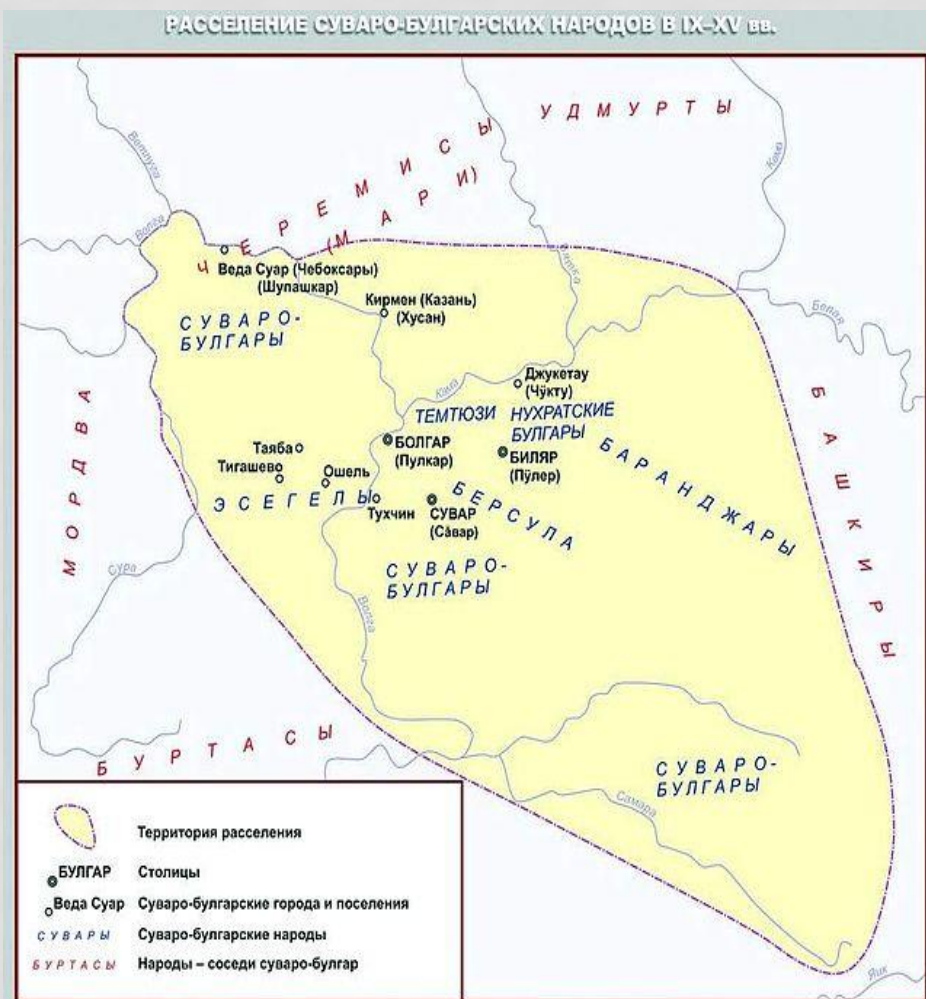 РАССЕЛЕНИЕ СУВАРО-БУЛГАРСКИХ НАРОДОВ В IX–XV вв.
УДМУРТЫ
ЧЕРЕМИСЫ
(МАРИ)
Ветлуга
Кама
Волга
Вятка
Белая
Веда Суар (Чебоксары)
(Шупашкар)
Кирмен (Казань)
(Хусан)
СУВАРО-
БУЛГАРЫ
Кама
Джукетау
(Чӳкту)
ТЕМТЮЗИ
НУХРАТСКИЕ
БУЛГАРЫ
БОЛГАР
(Пулкар)
БИЛЯР
(Пӳлер)
БАРАНДЖАРЫ
БАШКИРЫ
МОРДВА
Таяба
Тигашево
Ошель
ЭСЕГЕЛЫ
Тухчин
СУВАР
(Сăвар)
БЕРСУЛА
СУВАРО-
БУЛГАРЫ
Сура
Волга
БУРТАСЫ
СУВАРО-
БУЛГАРЫ
Самара
Яик
Территория расселения
БУЛГАР Столицы
Веда Суар Суваро-булгарские города и поселения
СУВАРЫ Суваро-булгарские народы
БУРТАСЫ Народы – соседи суваро-булгар